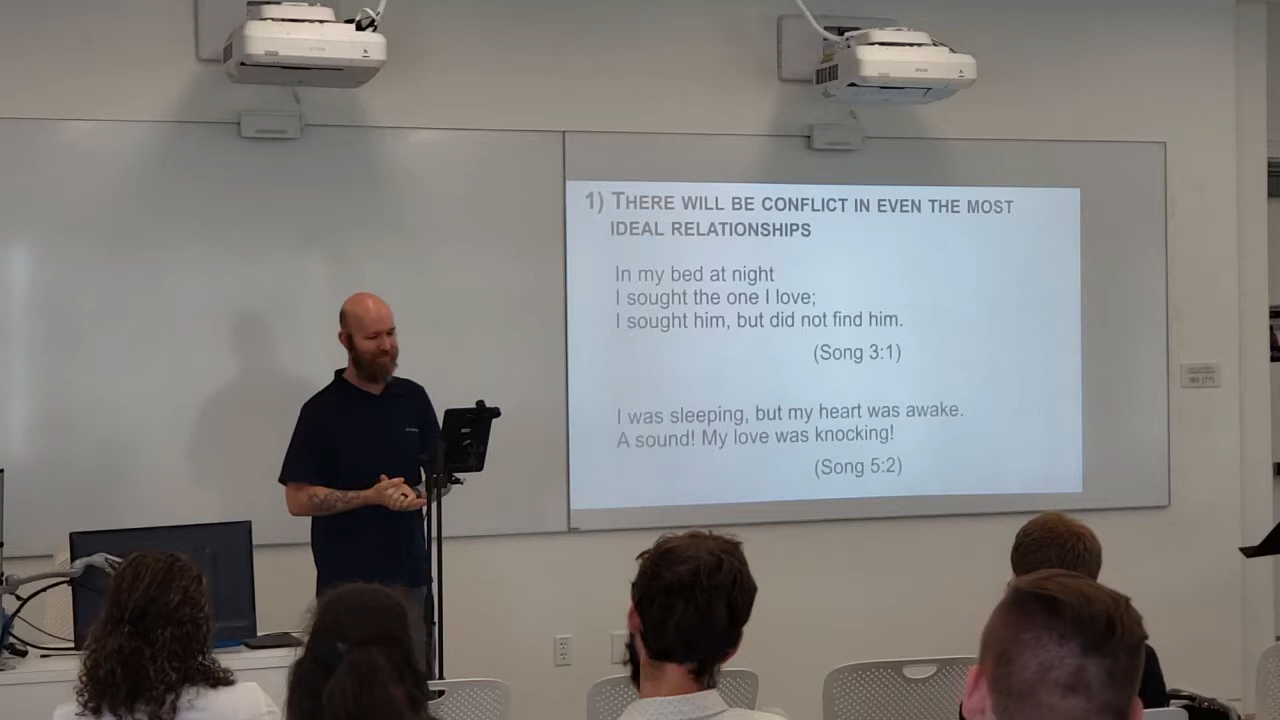 EPSON
1) THERE WILL BE CONFLICT IN EVEN THE MOST
IDEAL RELATIONSHIPS
In my bed at night
I sought the one I love;
I sought him, but did not find him.
(Song 3:1)
I was sleeping, but my heart was awake.
A sound! My love was knocking!
(Song 5:2)